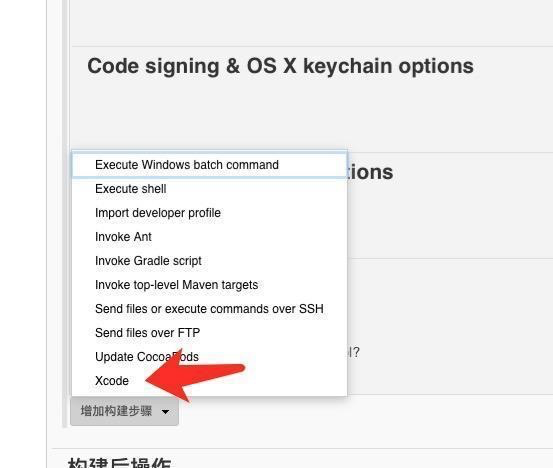 Code signing & OS X keychain options
Execute Windows batch command
tions
Execute shell
Import developer profile
Invoke Ant
Invoke Gradle script
Invoke top-level Maven targets
Send files or execute commands over SSH
Send files over FTP
l?
Update CocoaPods
Xcode
增加构建步骤
构建后操作